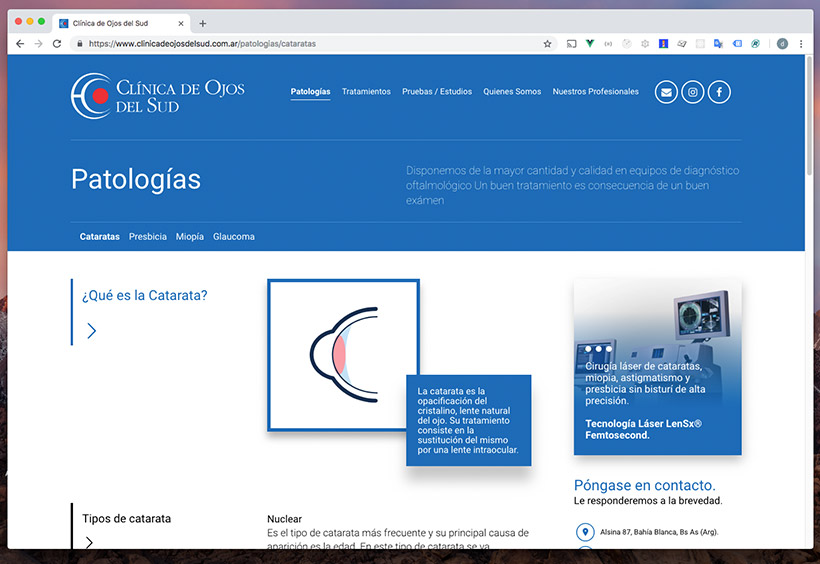 Clínica de Ojos del Sud
https://www.clinicadeojosdelsud.com.ar/patologias/cataratas
CLÍNICA DE OJOS
DEL SUD
Patologías Tratamientos Pruebas / Estudios Quienes Somos Nuestros Profesionales
Patologías
Disponemos de la mayor cantidad y calidad en equipos de diagnóstico
oftalmológico Un buen tratamiento es consecuencia de un buen
exámen
Cataratas Presbicia Miopía Glaucoma
¿Qué es la Catarata?
La catarata es la
opacificación del
cristalino, lente natural
del ojo. Su tratamiento
consiste en la
sustitución del mismo
por una lente intraocular.
Cirugía láser de cataratas,
miopia, astigmatismo y
presbicia sin bisturí de alta
precisión.
Tecnología Láser LenSx®
Femtosecond.
Póngase en contacto.
Le responderemos a la brevedad.
Alsina 87, Bahía Blanca, Bs As (Arg).
Tipos de catarata
Nuclear
Es el tipo de catarata más frecuente y su principal causa de
aparición es la edad. En este tipo de catarata se va